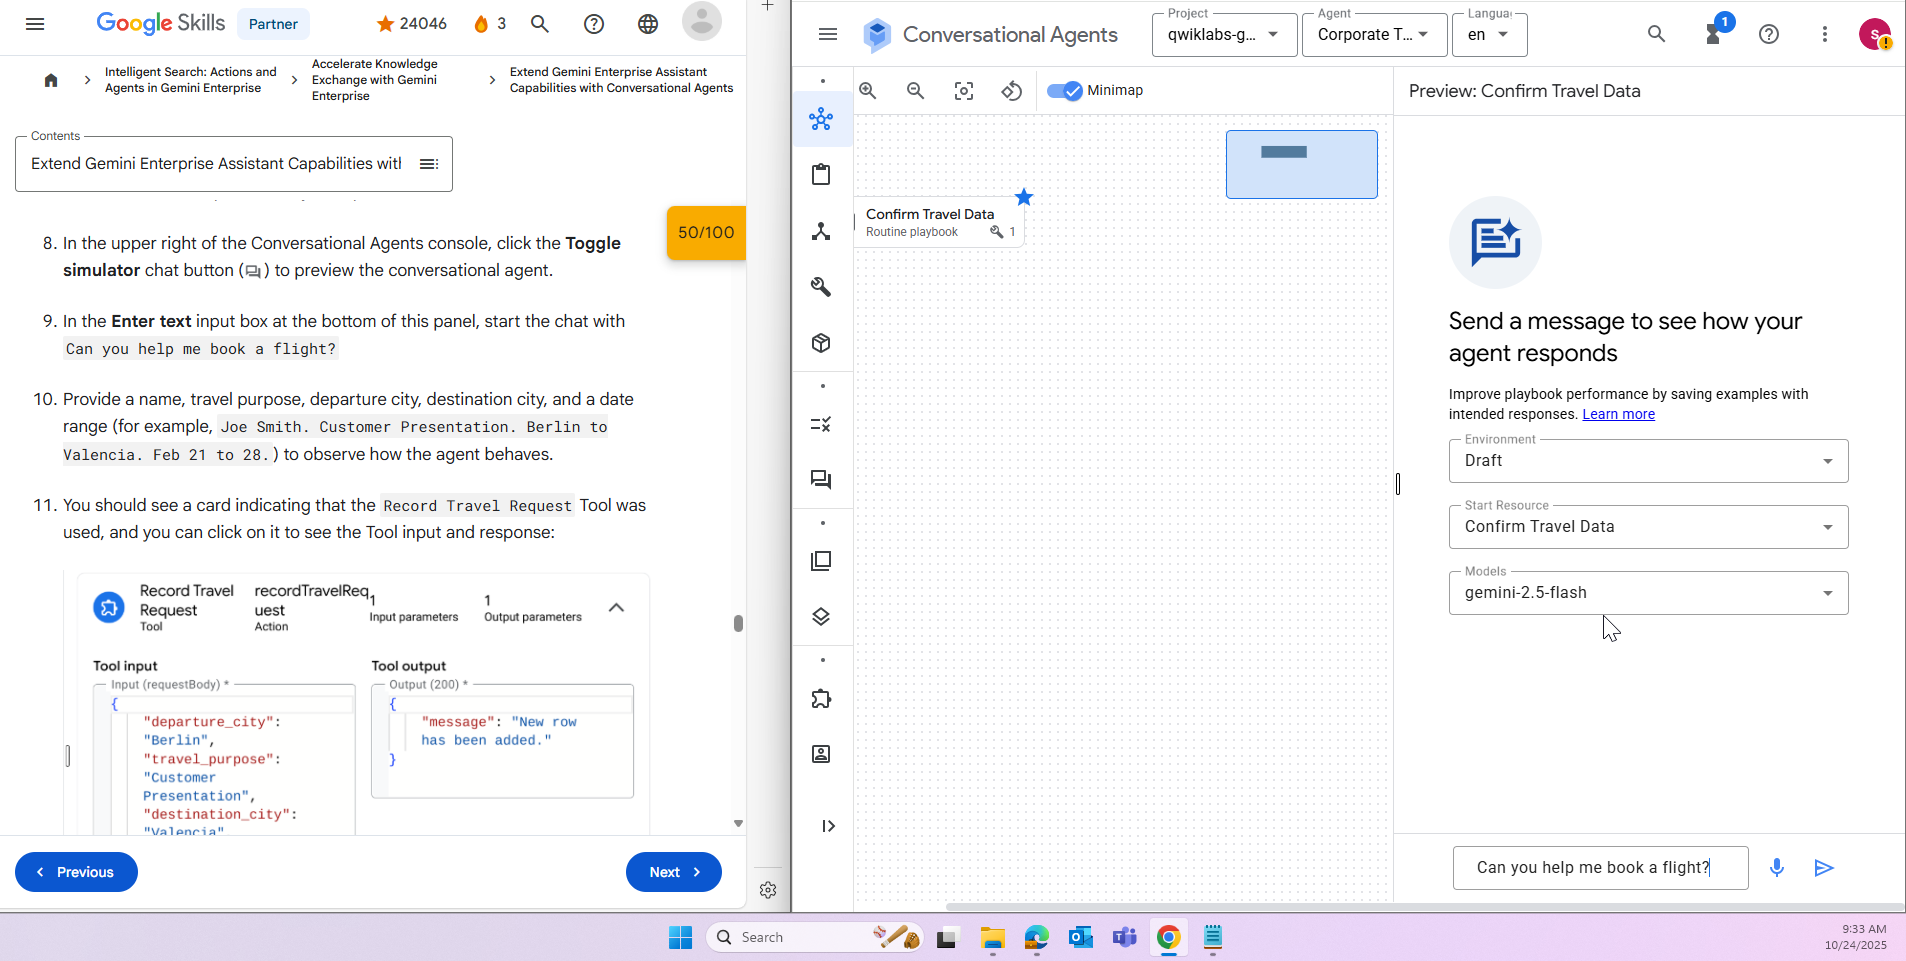 Google Skills
Partner
24046
3
Intelligent Search: Actions and
Agents in Gemini Enterprise
Accelerate Knowledge
Exchange with Gemini
Enterprise
Extend Gemini Enterprise Assistant
Capabilities with Conversational Agents
Contents
Extend Gemini Enterprise Assistant Capabilities witl
50/100
8. In the upper right of the Conversational Agents console, click the Toggle
simulator chat button ( ) to preview the conversational agent.
9. In the Enter text input box at the bottom of this panel, start the chat with
Can you help me book a flight?
10. Provide a name, travel purpose, departure city, destination city, and a date
range (for example, Joe Smith. Customer Presentation. Berlin to
Valencia. Feb 21 to 28. ) to observe how the agent behaves.
11. You should see a card indicating that the Record Travel Request Tool was
used, and you can click on it to see the Tool input and response:
Record Travel
Request
Tool
recordTravelReq
uest
Action
1
Input parameters
1
Output parameters
Tool input
Input (requestBody) *
{
"departure_city":
"Berlin",
"travel_purpose":
"Customer
Presentation",
"destination_city":
"Valencia"
Tool output
Output (200) *
{
"message": "New row
has been added."
}
Previous
Next
Conversational Agents
Project
qwiklabs-g...
Agent
Corporate T...
Langua
en
1
s
Minimap
Preview: Confirm Travel Data
Confirm Travel Data
Routine playbook
1
Send a message to see how your
agent responds
Improve playbook performance by saving examples with
intended responses. Learn more
Environment
Draft
Start Resource
Confirm Travel Data
Models
gemini-2.5-flash
Can you help me book a flight?
Search
9:33 AM
10/24/2025